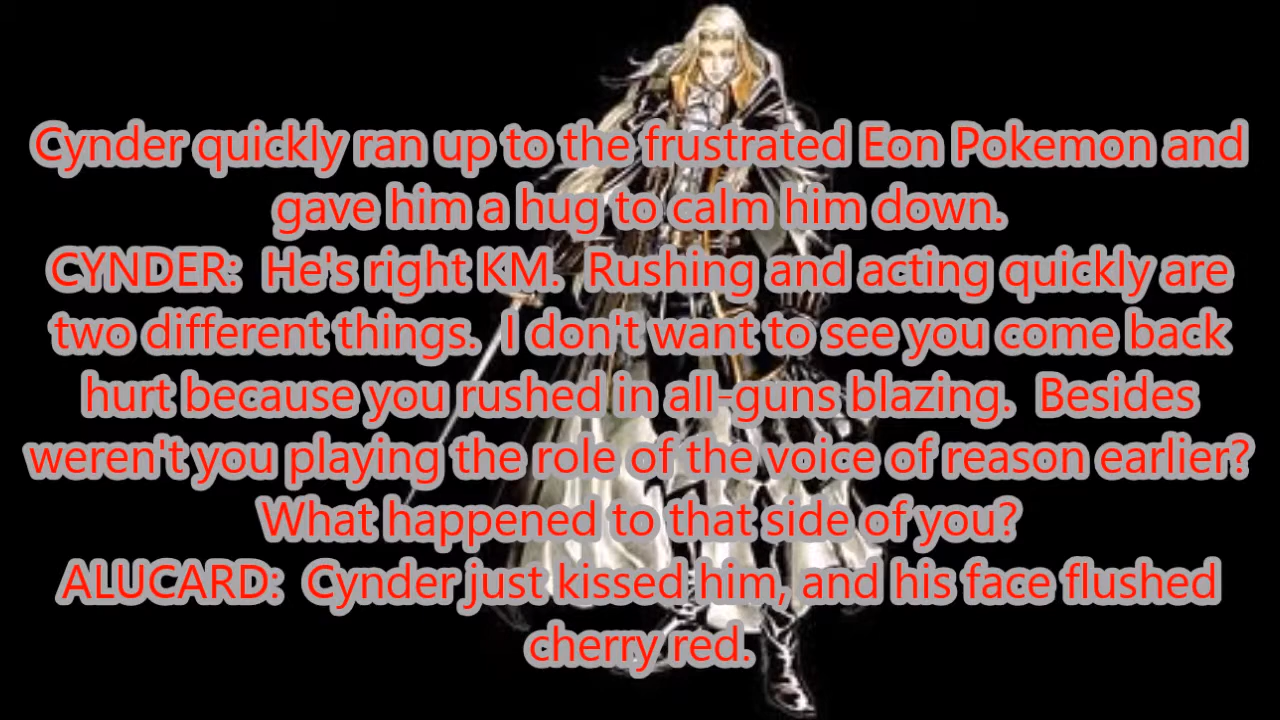 Cynder quickly ran up to the frustrated Eon Pokemon and
gave him a hug to calm him down.
CYNDER:  He's right KM.  Rushing and acting quickly are
two different things.  I don't want to see you come back
hurt because you rushed in all-guns blazing.  Besides
weren't you playing the role of the voice of reason earlier?
What happened to that side of you?
ALUCARD:  Cynder just kissed him, and his face flushed
cherry red.